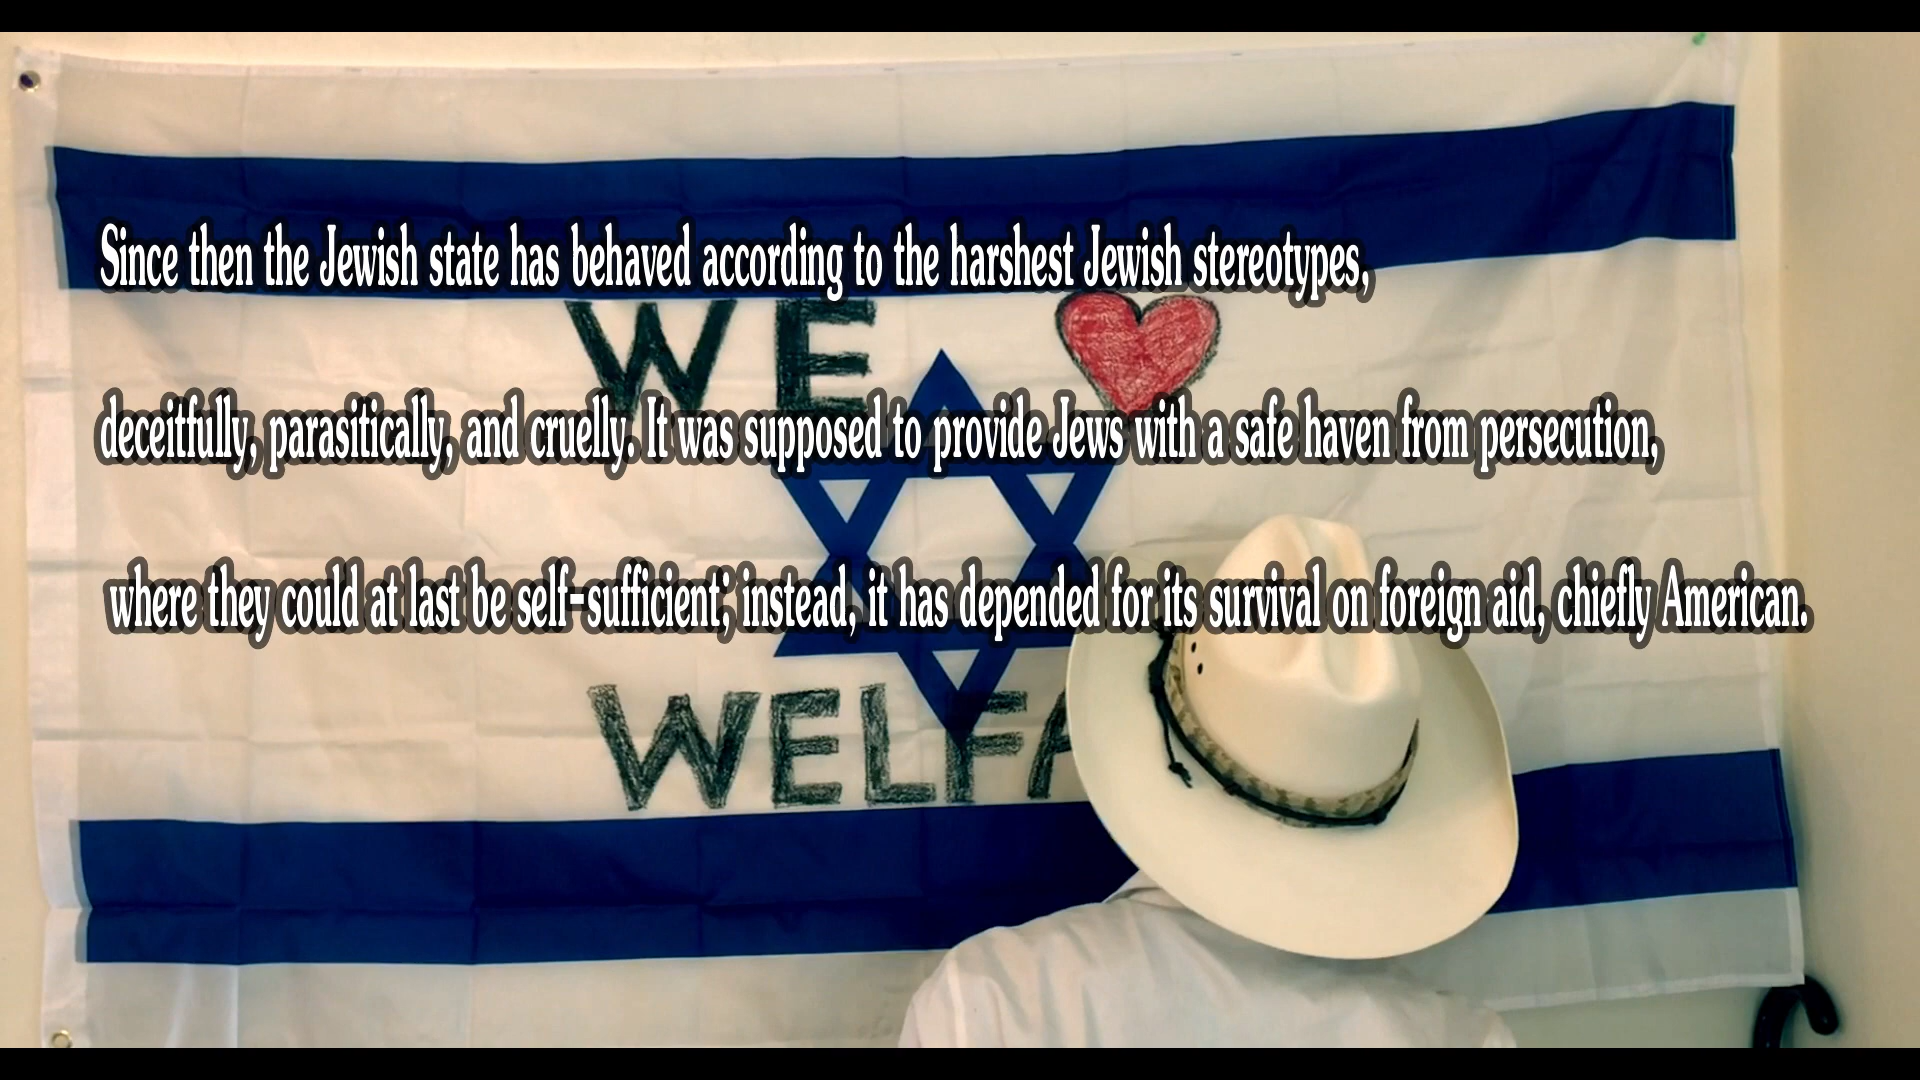 Since then the Jewish state has behaved according to the harshest Jewish stereotypes,
WE
deceitfully, parasitically, and cruelly. It was supposed to provide Jews with a safe haven from persecution,
where they could at last be self-sufficient; instead, it has depended for its survival on foreign aid, chiefly American.